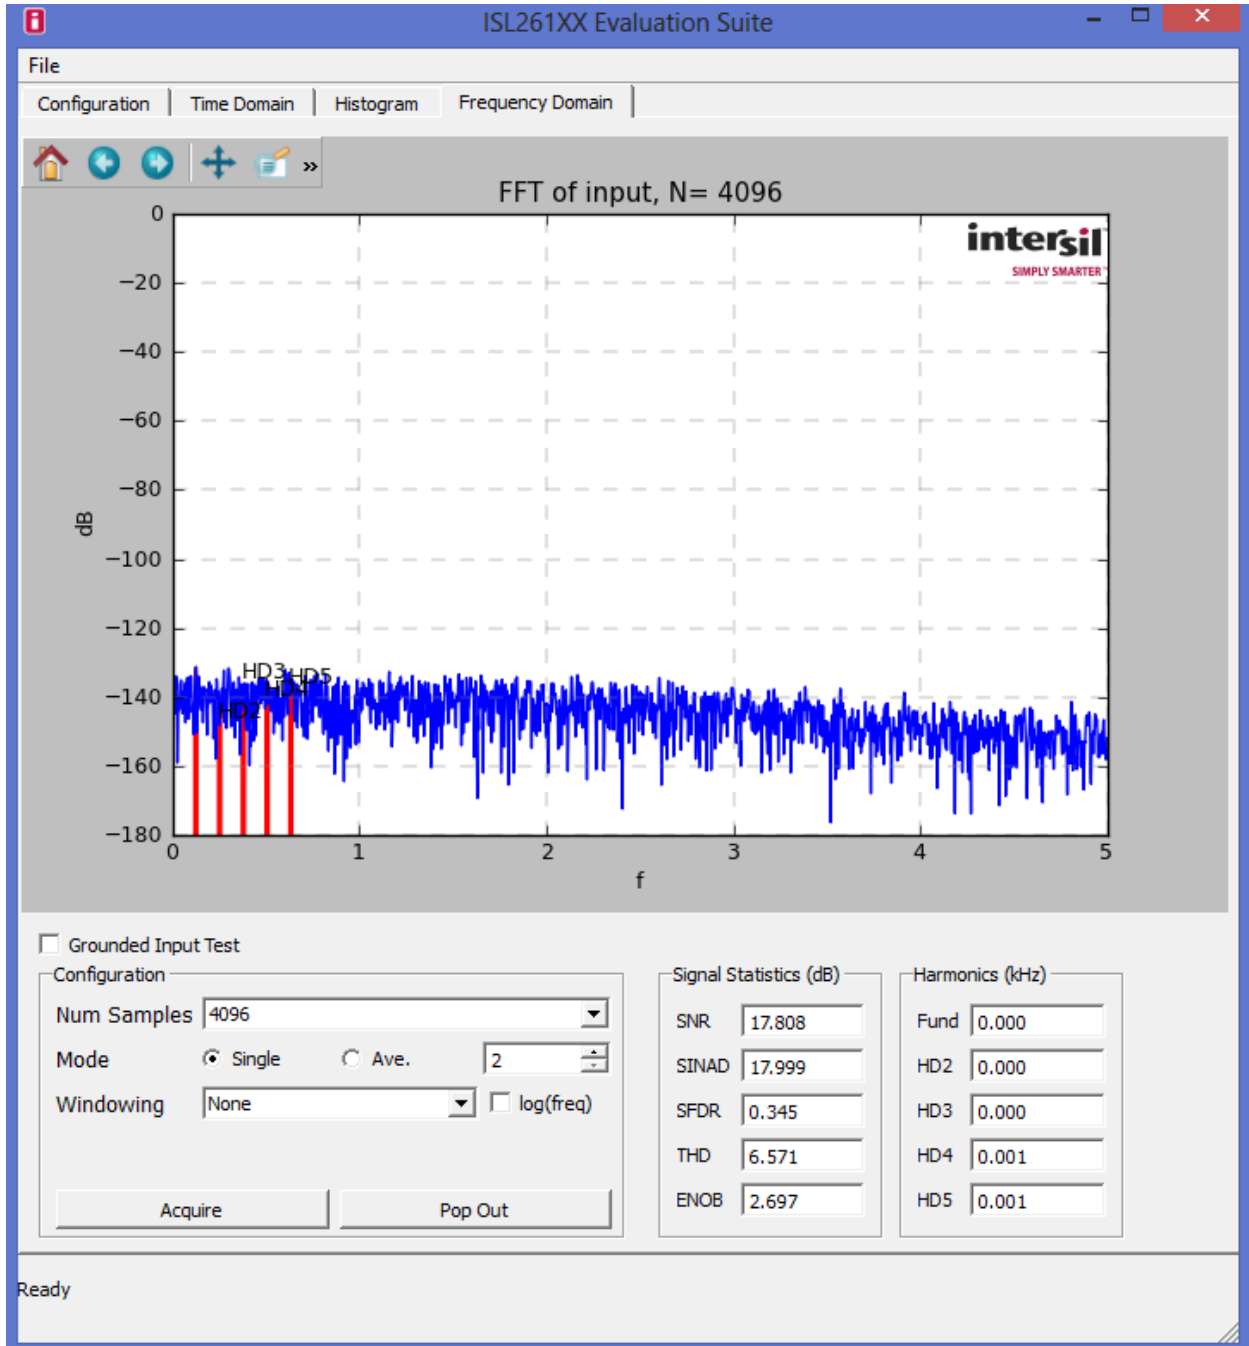 ISL261XX Evaluation Suite
File
Configuration Time Domain Histogram Frequency Domain
»
FFT of input, N= 4096
intersil
SIMPLY SMARTER™
0
−20
−40
−60
−80
−100
−120
−140
−160
−180
dB
HD3
HD5
HD4
HD2
0 1 2 3 4 5
f
Grounded Input Test
Configuration
Num Samples 4096
Mode Single Ave. 2
Windowing None log(freq)
Acquire Pop Out
Signal Statistics (dB)
SNR 17.808
SINAD 17.999
SFDR 0.345
THD 6.571
ENOB 2.697
Harmonics (kHz)
Fund 0.000
HD2 0.000
HD3 0.000
HD4 0.001
HD5 0.001
Ready